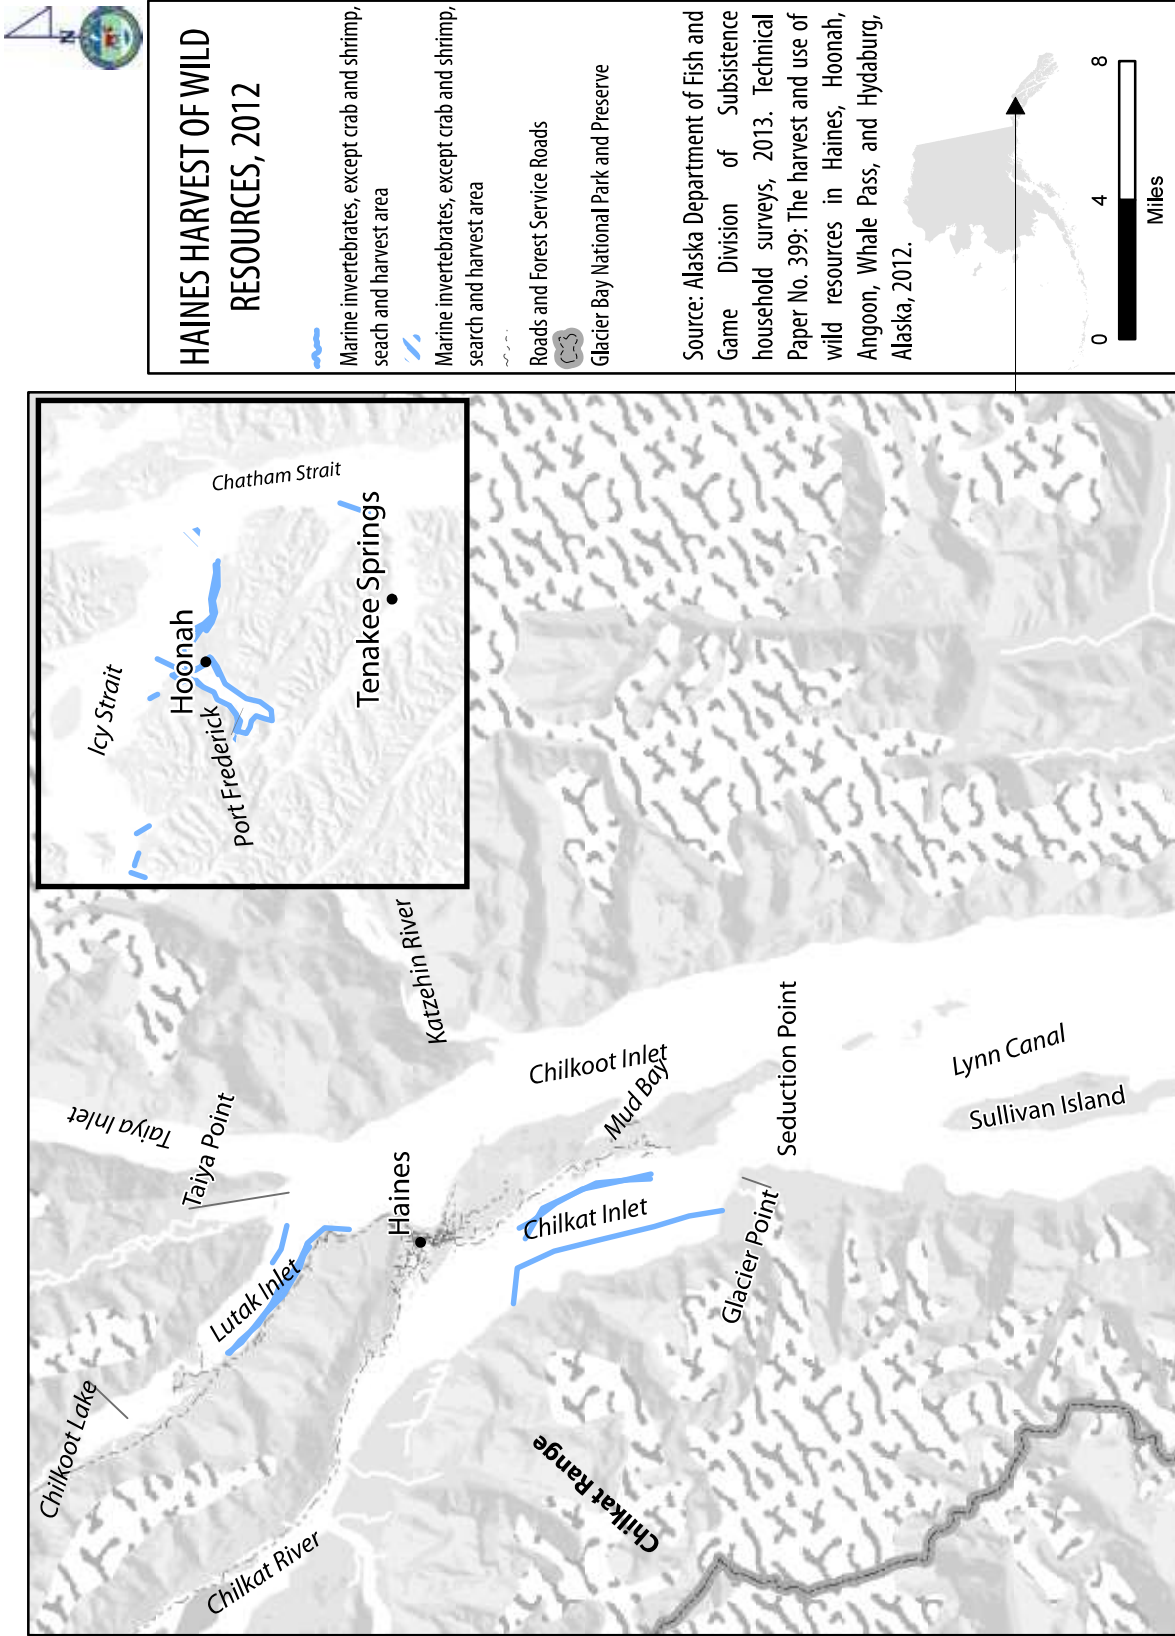 HAINES HARVEST OF WILD
RESOURCES, 2012
Marine invertebrates, except crab and shrimp,
seach and harvest area
Marine invertebrates, except crab and shrimp,
search and harvest area
Roads and Forest Service Roads
Glacier Bay National Park and Preserve
Source: Alaska Department of Fish and
Game Division of Subsistence
household surveys, 2013. Technical
Paper No. 399: The harvest and use of
wild resources in Haines, Hoonah,
Angoon, Whale Pass, and Hydaburg,
Alaska, 2012.
0 4 8
Miles
N
Chatham Strait
Icy Strait
Hoonah
Port Frederick
Tenakee Springs
Katzehin River
Taiya Inlet
Taiya Point
Chilkoot Inlet
Mud Bay
Seduction Point
Lynn Canal
Sullivan Island
Haines
Chilkat Inlet
Glacier Point
Lutak Inlet
Chilkoot Lake
Chilkat River
Chilkat Range